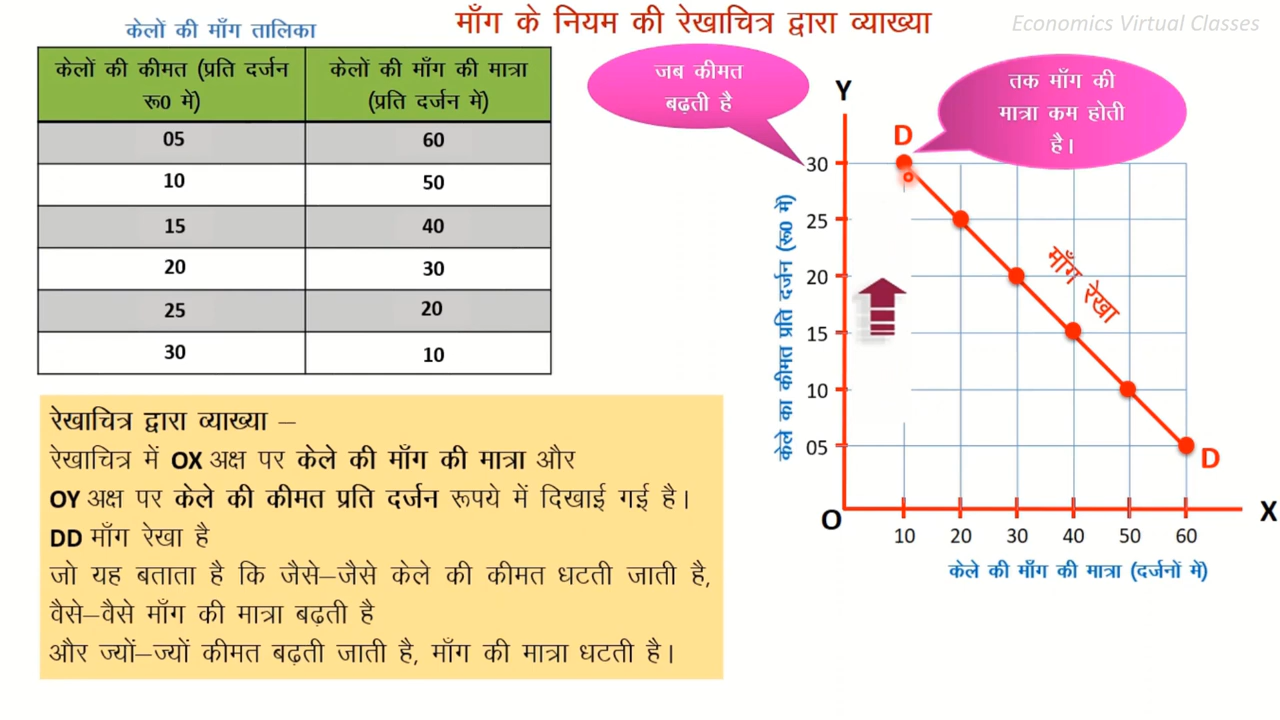 माँग के नियम की रेखाचित्र द्वारा व्याख्या
Economics Virtual Classes
केलों की माँग तालिका
केलों की कीमत (प्रति दर्जन रू0 में)
केलों की माँग की मात्रा (प्रति दर्जन में)
05 60
10 50
15 40
20 30
25 20
30 10
रेखाचित्र द्वारा व्याख्या –
रेखाचित्र में OX अक्ष पर केले की माँग की मात्रा और
OY अक्ष पर केले की कीमत प्रति दर्जन रूपये में दिखाई गई है।
DD माँग रेखा है
जो यह बताता है कि जैसे–जैसे केले की कीमत धटती जाती है,
वैसे–वैसे माँग की मात्रा बढ़ती है
और ज्यों–ज्यों कीमत बढ़ती जाती है, माँग की मात्रा धटती है।
जब कीमत
बढ़ती है
तक माँग की
मात्रा कम होती
है।
Y
D
30
25
20
15
10
05
केले का कीमत प्रति दर्जन (रू0 में)
माँग रेखा
D
O
X
10 20 30 40 50 60
केले की माँग की मात्रा (दर्जनों में)